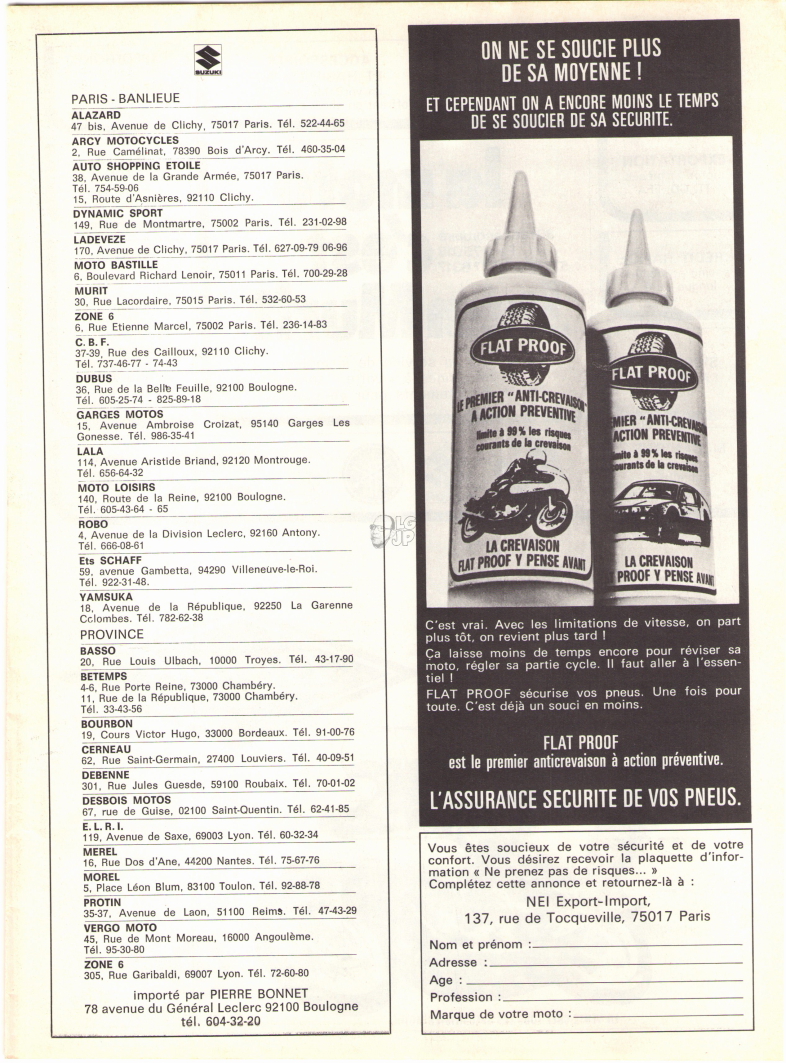 SUZUKI
PARIS - BANLIEUE
ALAZARD
47 bis, Avenue de Clichy, 75017 Paris. Tél. 522-44-65
ARCY MOTOCYCLES
2, Rue Camélinat, 78390 Bois d'Arcy. Tél. 460-35-04
AUTO SHOPPING ETOILE
38, Avenue de la Grande Armée, 75017 Paris.
Tél. 754-59-06
15, Route d'Asnières, 92110 Clichy.
DYNAMIC SPORT
149, Rue de Montmartre, 75002 Paris. Tél. 231-02-98
LADEVEZE
170, Avenue de Clichy, 75017 Paris. Tél. 627-09-79 06-96
MOTO BASTILLE
6, Boulevard Richard Lenoir, 75011 Paris. Tél. 700-29-28
MURIT
30, Rue Lacordaire, 75015 Paris. Tél. 532-60-53
ZONE 6
6, Rue Etienne Marcel, 75002 Paris. Tél. 236-14-83
C. B. F.
37-39, Rue des Cailloux, 92110 Clichy.
Tél. 737-46-77 - 74-43
DUBUS
36, Rue de la Belle Feuille, 92100 Boulogne.
Tél. 605-25-74 - 825-89-18
GARGES MOTOS
15, Avenue Ambroise Croizat, 95140 Garges Les
Gonesse. Tél. 986-35-41
LALA
114, Avenue Aristide Briand, 92120 Montrouge.
Tél. 656-64-32
MOTO LOISIRS
140, Route de la Reine, 92100 Boulogne.
Tél. 605-43-64 - 65
ROBO
4, Avenue de la Division Leclerc, 92160 Antony.
Tél. 666-08-61
Ets SCHAFF
59, avenue Gambetta, 94290 Villeneuve-le-Roi.
Tél. 922-31-48.
YAMSUKA
18, Avenue de la République, 92250 La Garenne
Colombes. Tél. 782-62-38
PROVINCE
BASSO
20, Rue Louis Ulbach, 10000 Troyes. Tél. 43-17-90
BETEMPS
4-6, Rue Porte Reine, 73000 Chambéry.
11, Rue de la République, 73000 Chambéry.
Tél. 33-43-56
BOURBON
19, Cours Victor Hugo, 33000 Bordeaux. Tél. 91-00-76
CERNEAU
62, Rue Saint-Germain, 27400 Louviers. Tél. 40-09-51
DEBENNE
301, Rue Jules Guesde, 59100 Roubaix. Tél. 70-01-02
DESBOIS MOTOS
67, rue de Guise, 02100 Saint-Quentin. Tél. 62-41-85
E. L. R. I.
119, Avenue de Saxe, 69003 Lyon. Tél. 60-32-34
MEREL
16, Rue Dos d'Ane, 44200 Nantes. Tél. 75-67-76
MOREL
5, Place Léon Blum, 83100 Toulon. Tél. 92-88-78
PROTIN
35-37, Avenue de Laon, 51100 Reims. Tél. 47-43-29
VERGO MOTO
45, Rue de Mont Moreau, 16000 Angoulème.
Tél. 95-30-80
ZONE 6
305, Rue Garibaldi, 69007 Lyon. Tél. 72-60-80
importé par PIERRE BONNET
78 avenue du Général Leclerc 92100 Boulogne
tél. 604-32-20
ON NE SE SOUCIE PLUS
DE SA MOYENNE !
ET CEPENDANT ON A ENCORE MOINS LE TEMPS
DE SE SOUCIER DE SA SECURITE.
FLAT PROOF
LE PREMIER "ANTI-CREVAISON"
A ACTION PREVENTIVE
limite à 99 % les risques
courants de la crevaison
LA CREVAISON
FLAT PROOF Y PENSE AVANT
FLAT PROOF
MIER "ANTI-CREVAISON
ACTION PREVENTIVE
limite à 99 % les risques
courants de la crevaison
LA CREVAISON
PROOF Y PENSE AVANT
LG
JP
C'est vrai. Avec les limitations de vitesse, on part
plus tôt, on revient plus tard !
Ça laisse moins de temps encore pour réviser sa
moto, régler sa partie cycle. Il faut aller à l'essen-
tiel !
FLAT PROOF sécurise vos pneus. Une fois pour
toute. C'est déjà un souci en moins.
FLAT PROOF
est le premier anticrevaison à action préventive.
L'ASSURANCE SECURITE DE VOS PNEUS.
Vous êtes soucieux de votre sécurité et de votre
confort. Vous désirez recevoir la plaquette d'infor-
mation « Ne prenez pas de risques... »
Complétez cette annonce et retournez-là à :
NEI Export-Import,
137, rue de Tocqueville, 75017 Paris
Nom et prénom :
Adresse :
Age :
Profession :
Marque de votre moto :